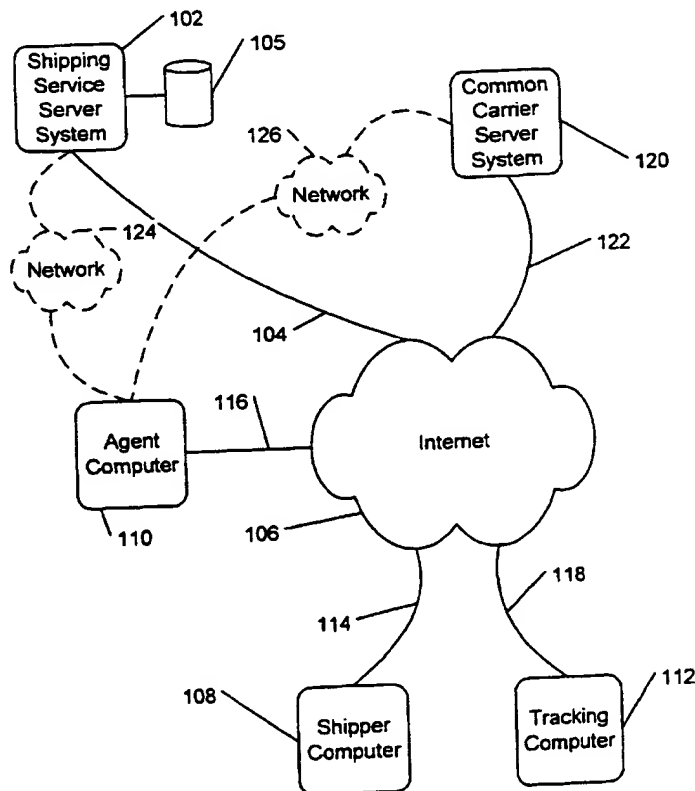 102
105
Shipping
Service
Server
System
126
Common
Carrier
Server
System
120
Network
124
Network
122
104
116
Agent
Computer
Internet
110
106
118
114
108
112
Shipper
Computer
Tracking
Computer